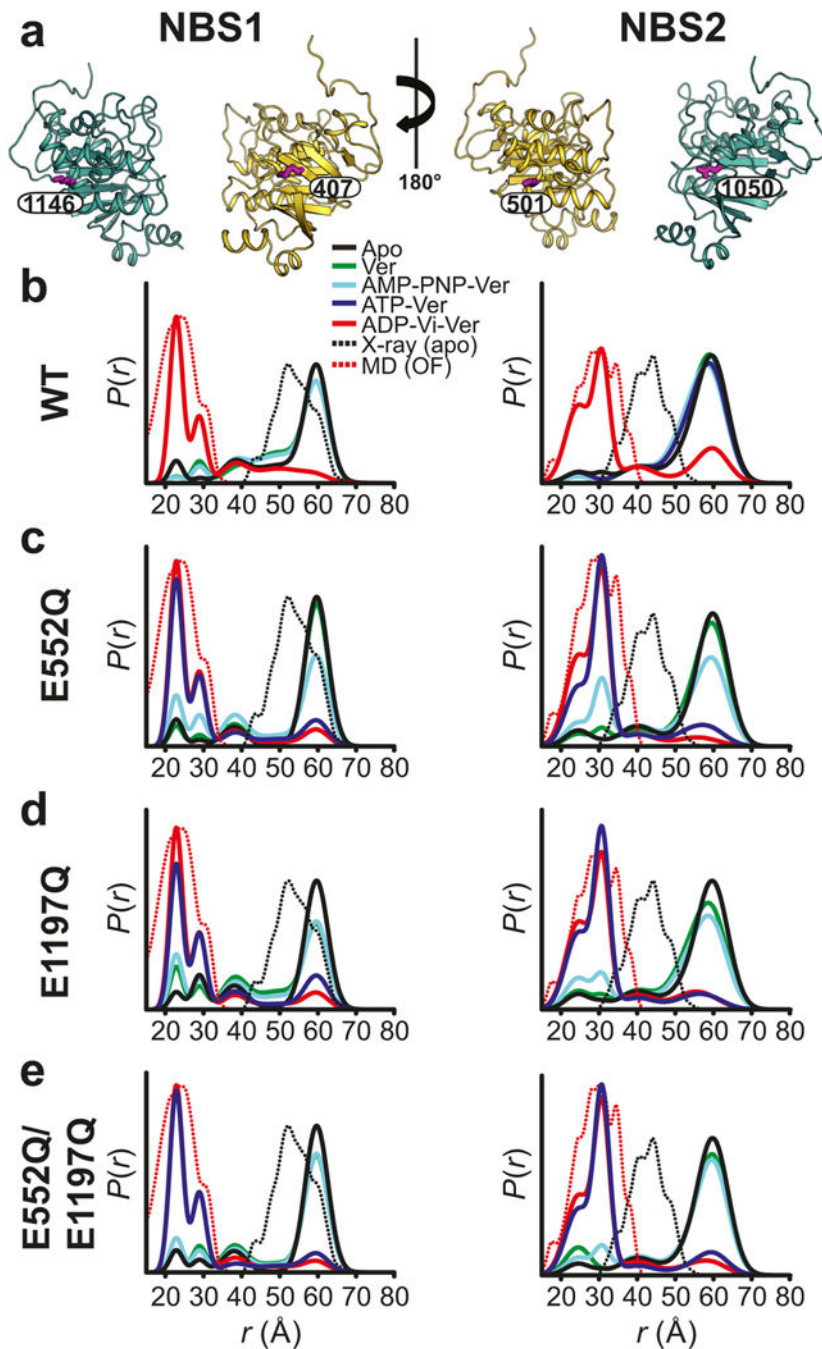 a NBS1 NBS2
180°
1146 407 501 1050
Apo
Ver
AMP-PNP-Ver
ATP-Ver
ADP-Vi-Ver
X-ray (apo)
MD (OF)
b
WT
P(r) P(r)
20 30 40 50 60 70 80 20 30 40 50 60 70 80
c
E552Q
P(r) P(r)
20 30 40 50 60 70 80 20 30 40 50 60 70 80
d
E1197Q
P(r) P(r)
20 30 40 50 60 70 80 20 30 40 50 60 70 80
e
E552Q/
E1197Q
P(r) P(r)
20 30 40 50 60 70 80 20 30 40 50 60 70 80
r (Å) r (Å)